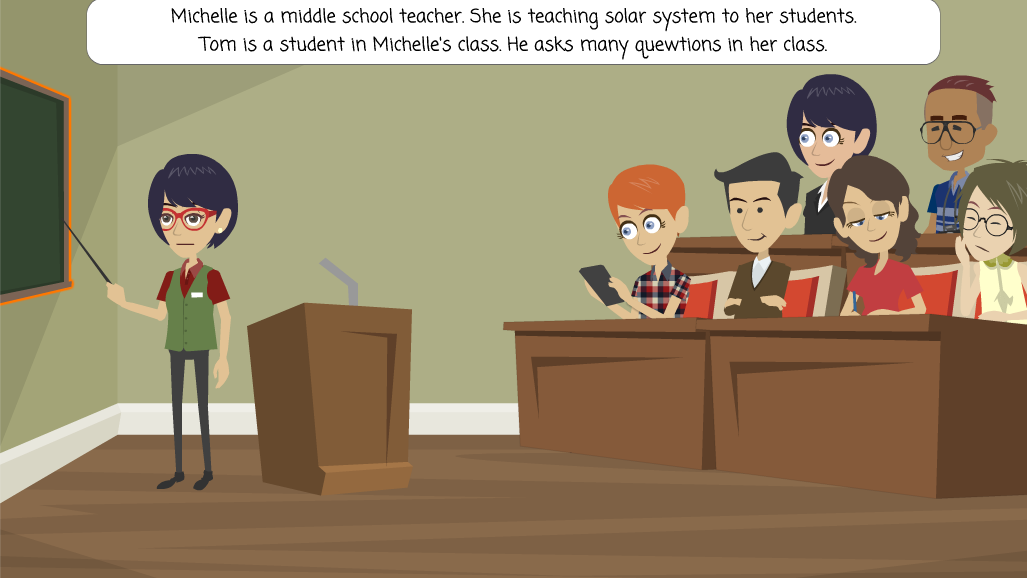 Michelle is a middle school teacher. She is teaching solar system to her students.
Tom is a student in Michelle's class. He asks many quewtions in her class.